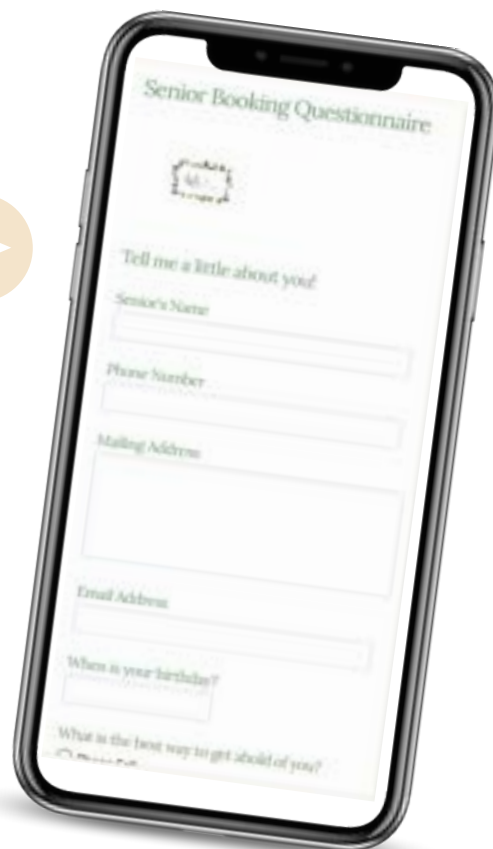 Senior Booking Questionnaire
Tell me a little about you!
Senior's Name
Phone Number
Mailing Address
Email Address
When is your birthday?
What is the best way to get ahold of you?